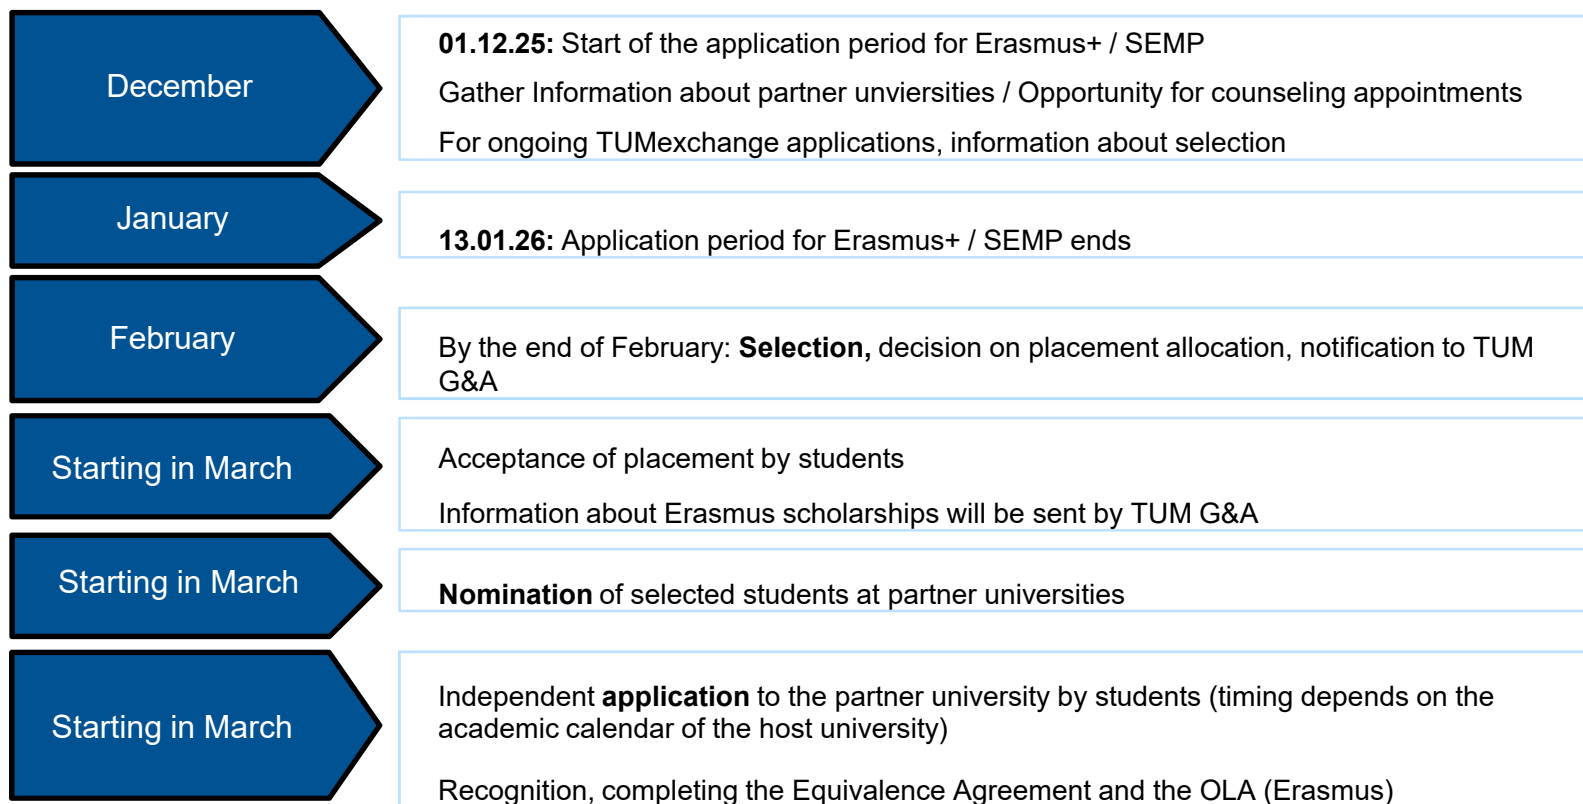 December
01.12.25: Start of the application period for Erasmus+ / SEMP
Gather Information about partner unviersities / Opportunity for counseling appointments
For ongoing TUMexchange applications, information about selection
January
13.01.26: Application period for Erasmus+ / SEMP ends
February
By the end of February: Selection, decision on placement allocation, notification to TUM
G&A
Starting in March
Acceptance of placement by students
Information about Erasmus scholarships will be sent by TUM G&A
Starting in March
Nomination of selected students at partner universities
Starting in March
Independent application to the partner university by students (timing depends on the
academic calendar of the host university)
Recognition, completing the Equivalence Agreement and the OLA (Erasmus)